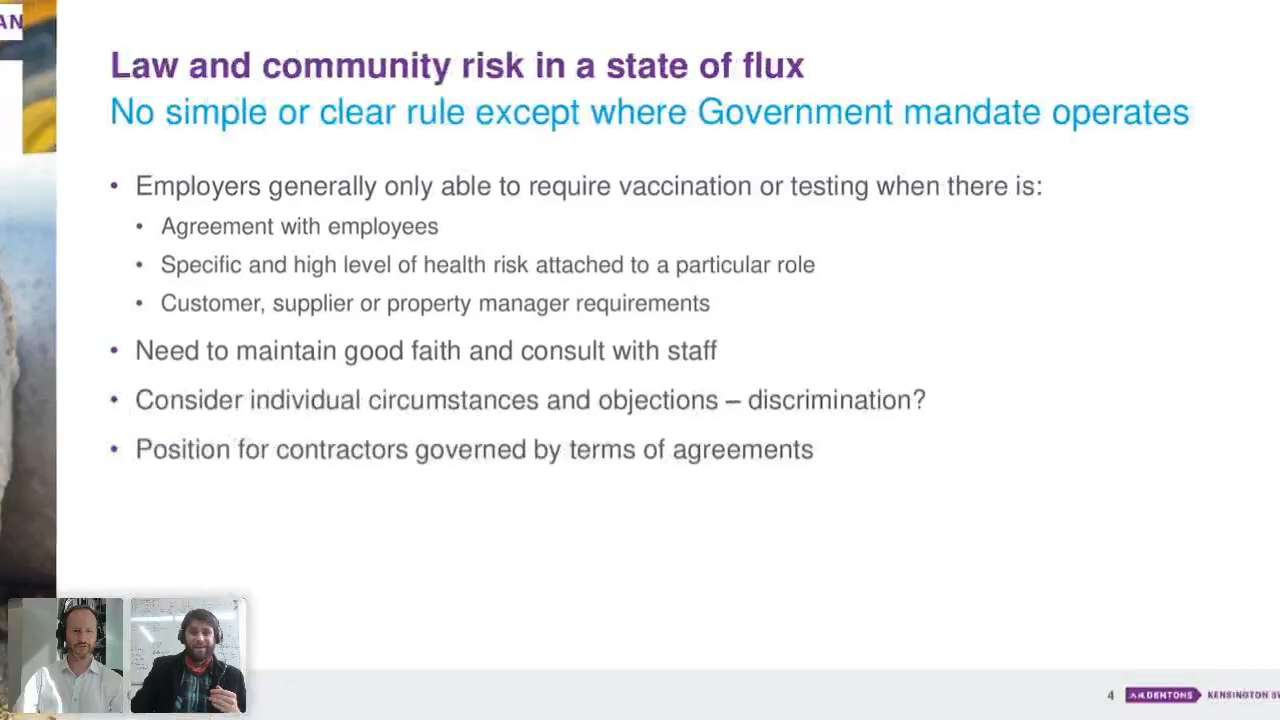 AN
Law and community risk in a state of flux
No simple or clear rule except where Government mandate operates
• Employers generally only able to require vaccination or testing when there is:
• Agreement with employees
• Specific and high level of health risk attached to a particular role
• Customer, supplier or property manager requirements
• Need to maintain good faith and consult with staff
• Consider individual circumstances and objections – discrimination?
• Position for contractors governed by terms of agreements
4 DENTONS KENSINGTON SW